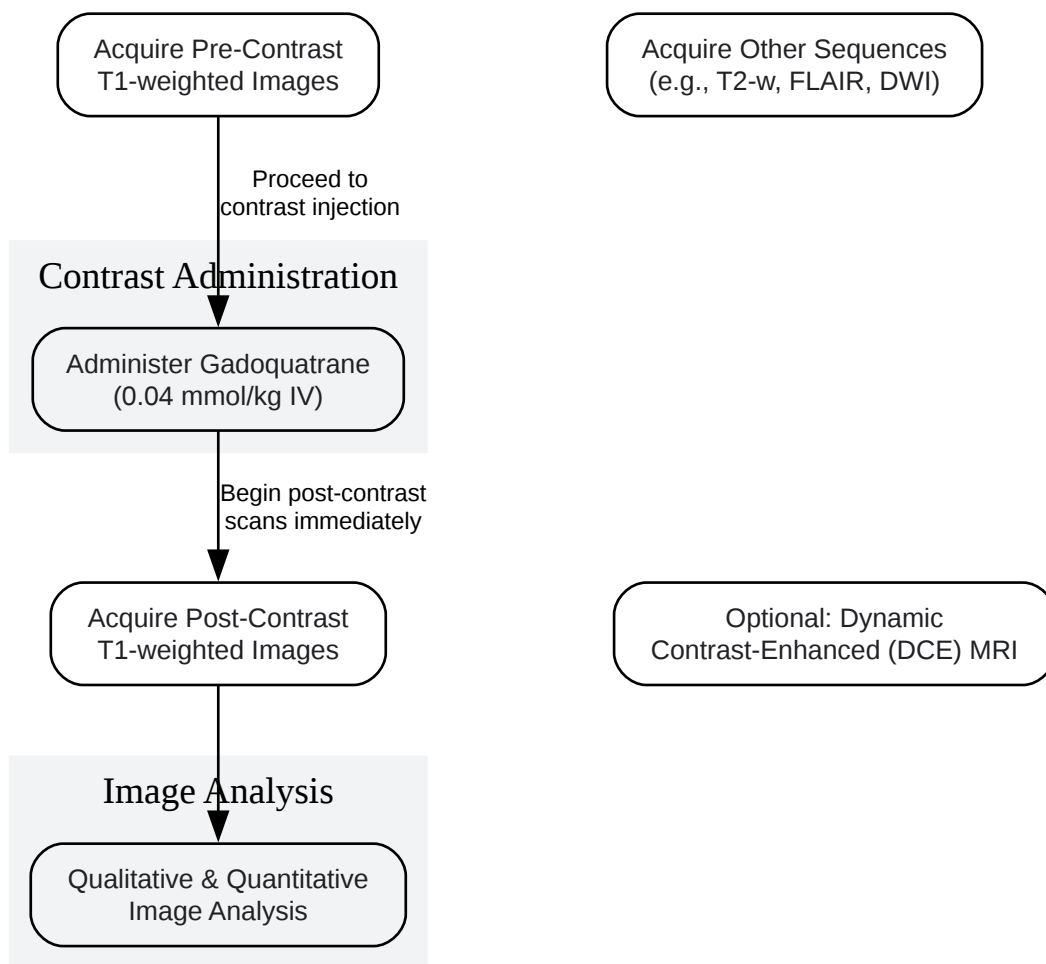 Acquire Pre-Contrast
T1-weighted Images
Acquire Other Sequences
(e.g., T2-w, FLAIR, DWI)
Proceed to
contrast injection
Contrast Administration
Administer Gadoquatrane
(0.04 mmol/kg IV)
Begin post-contrast
scans immediately
Acquire Post-Contrast
T1-weighted Images
Optional: Dynamic
Contrast-Enhanced (DCE) MRI
Image Analysis
Qualitative & Quantitative
Image Analysis